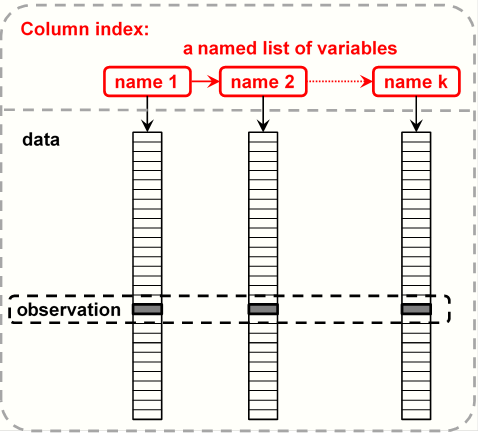 Column index:
a named list of variables
name 1
name 2
name k
data
observation